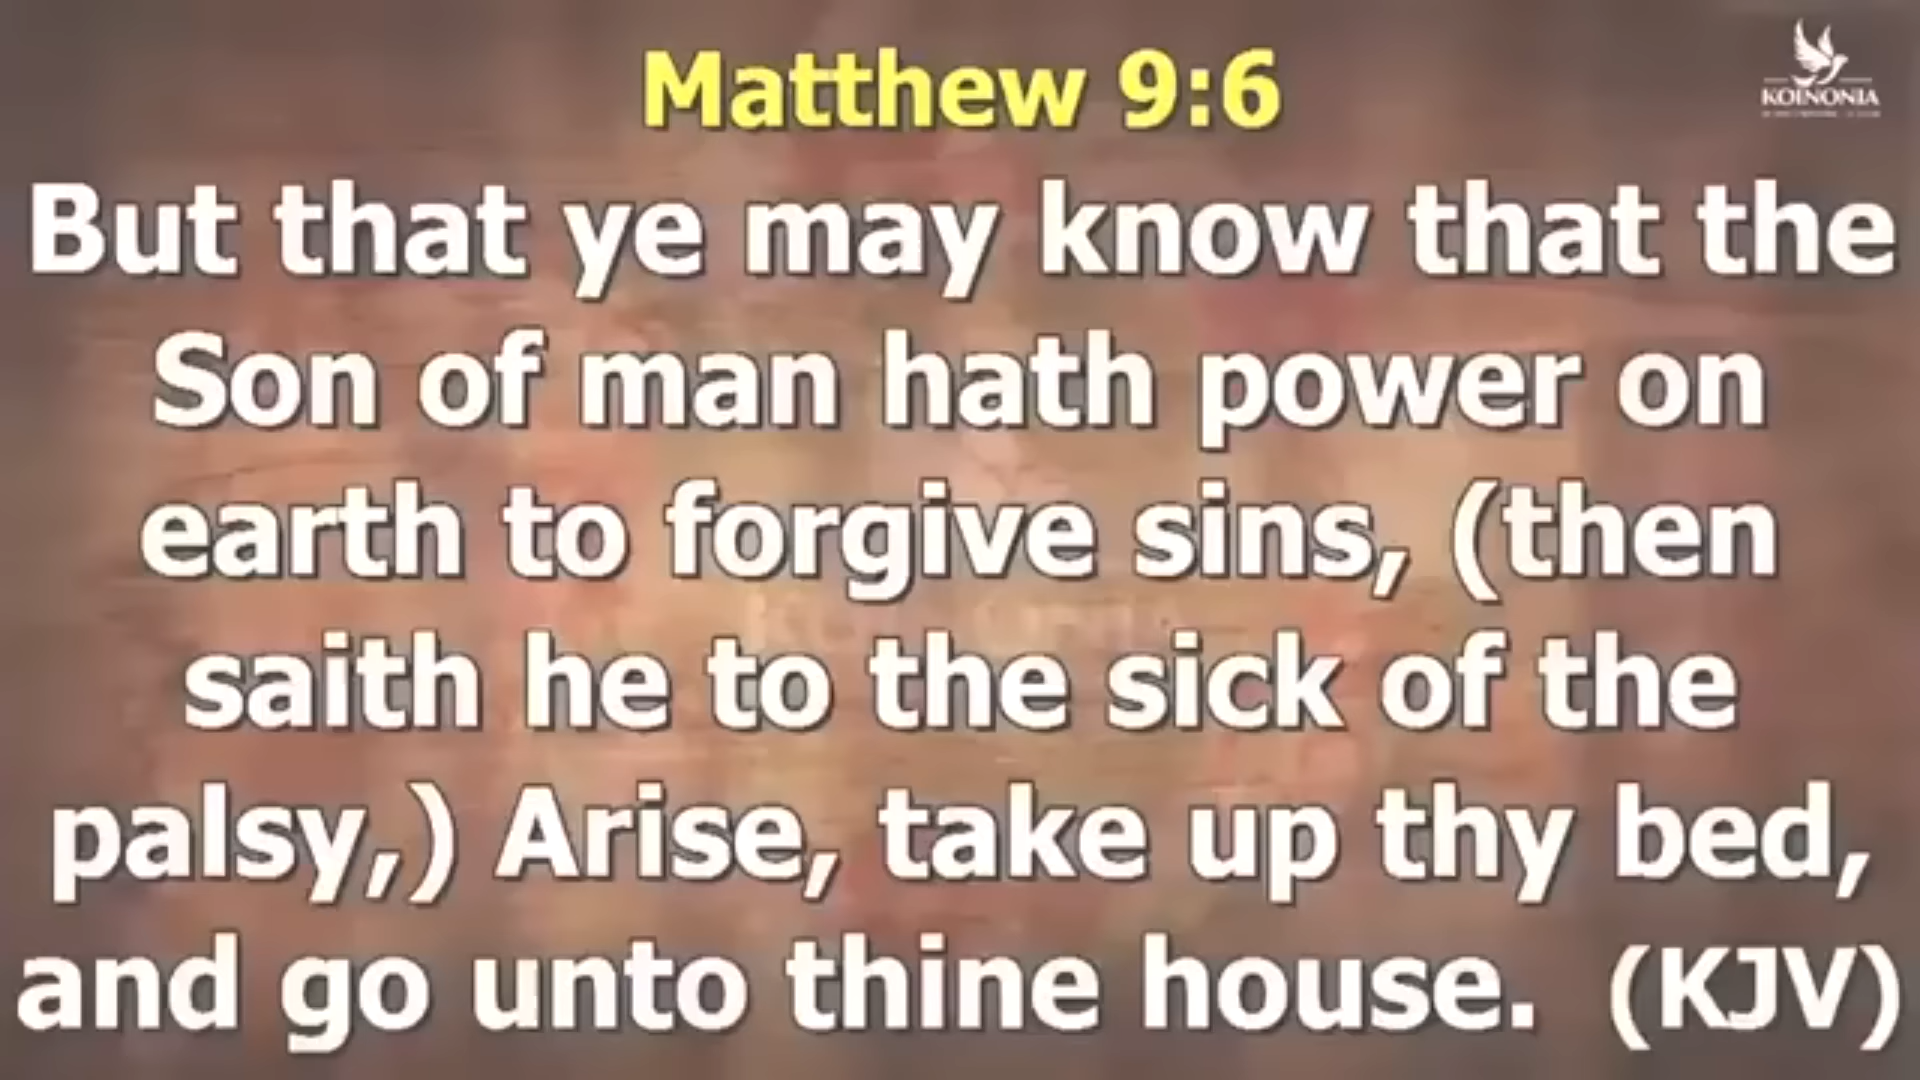 Matthew 9:6
KOINONIA
But that ye may know that the
Son of man hath power on
earth to forgive sins, (then
saith he to the sick of the
palsy,) Arise, take up thy bed,
and go unto thine house. (KJV)